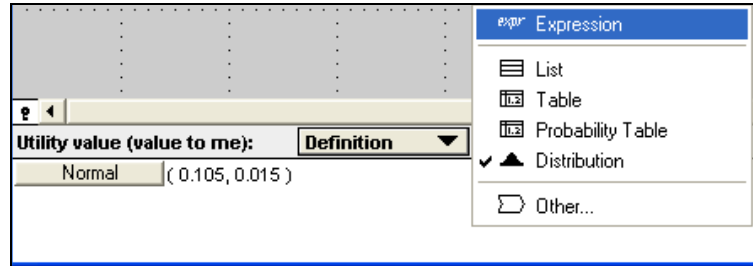 expr Expression
List
Table
Probability Table
Distribution
Other...
Utility value (value to me): Definition
Normal ( 0.105, 0.015 )